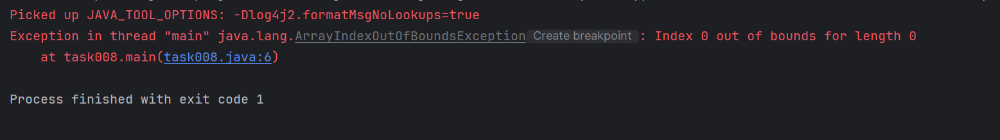 Picked up JAVA_TOOL_OPTIONS: -Dlog4j2.formatMsgNoLookups=true
Exception in thread "main" java.lang.ArrayIndexOutOfBoundsException Create breakpoint : Index 0 out of bounds for length 0
    at task008.main(task008.java:6)
Process finished with exit code 1